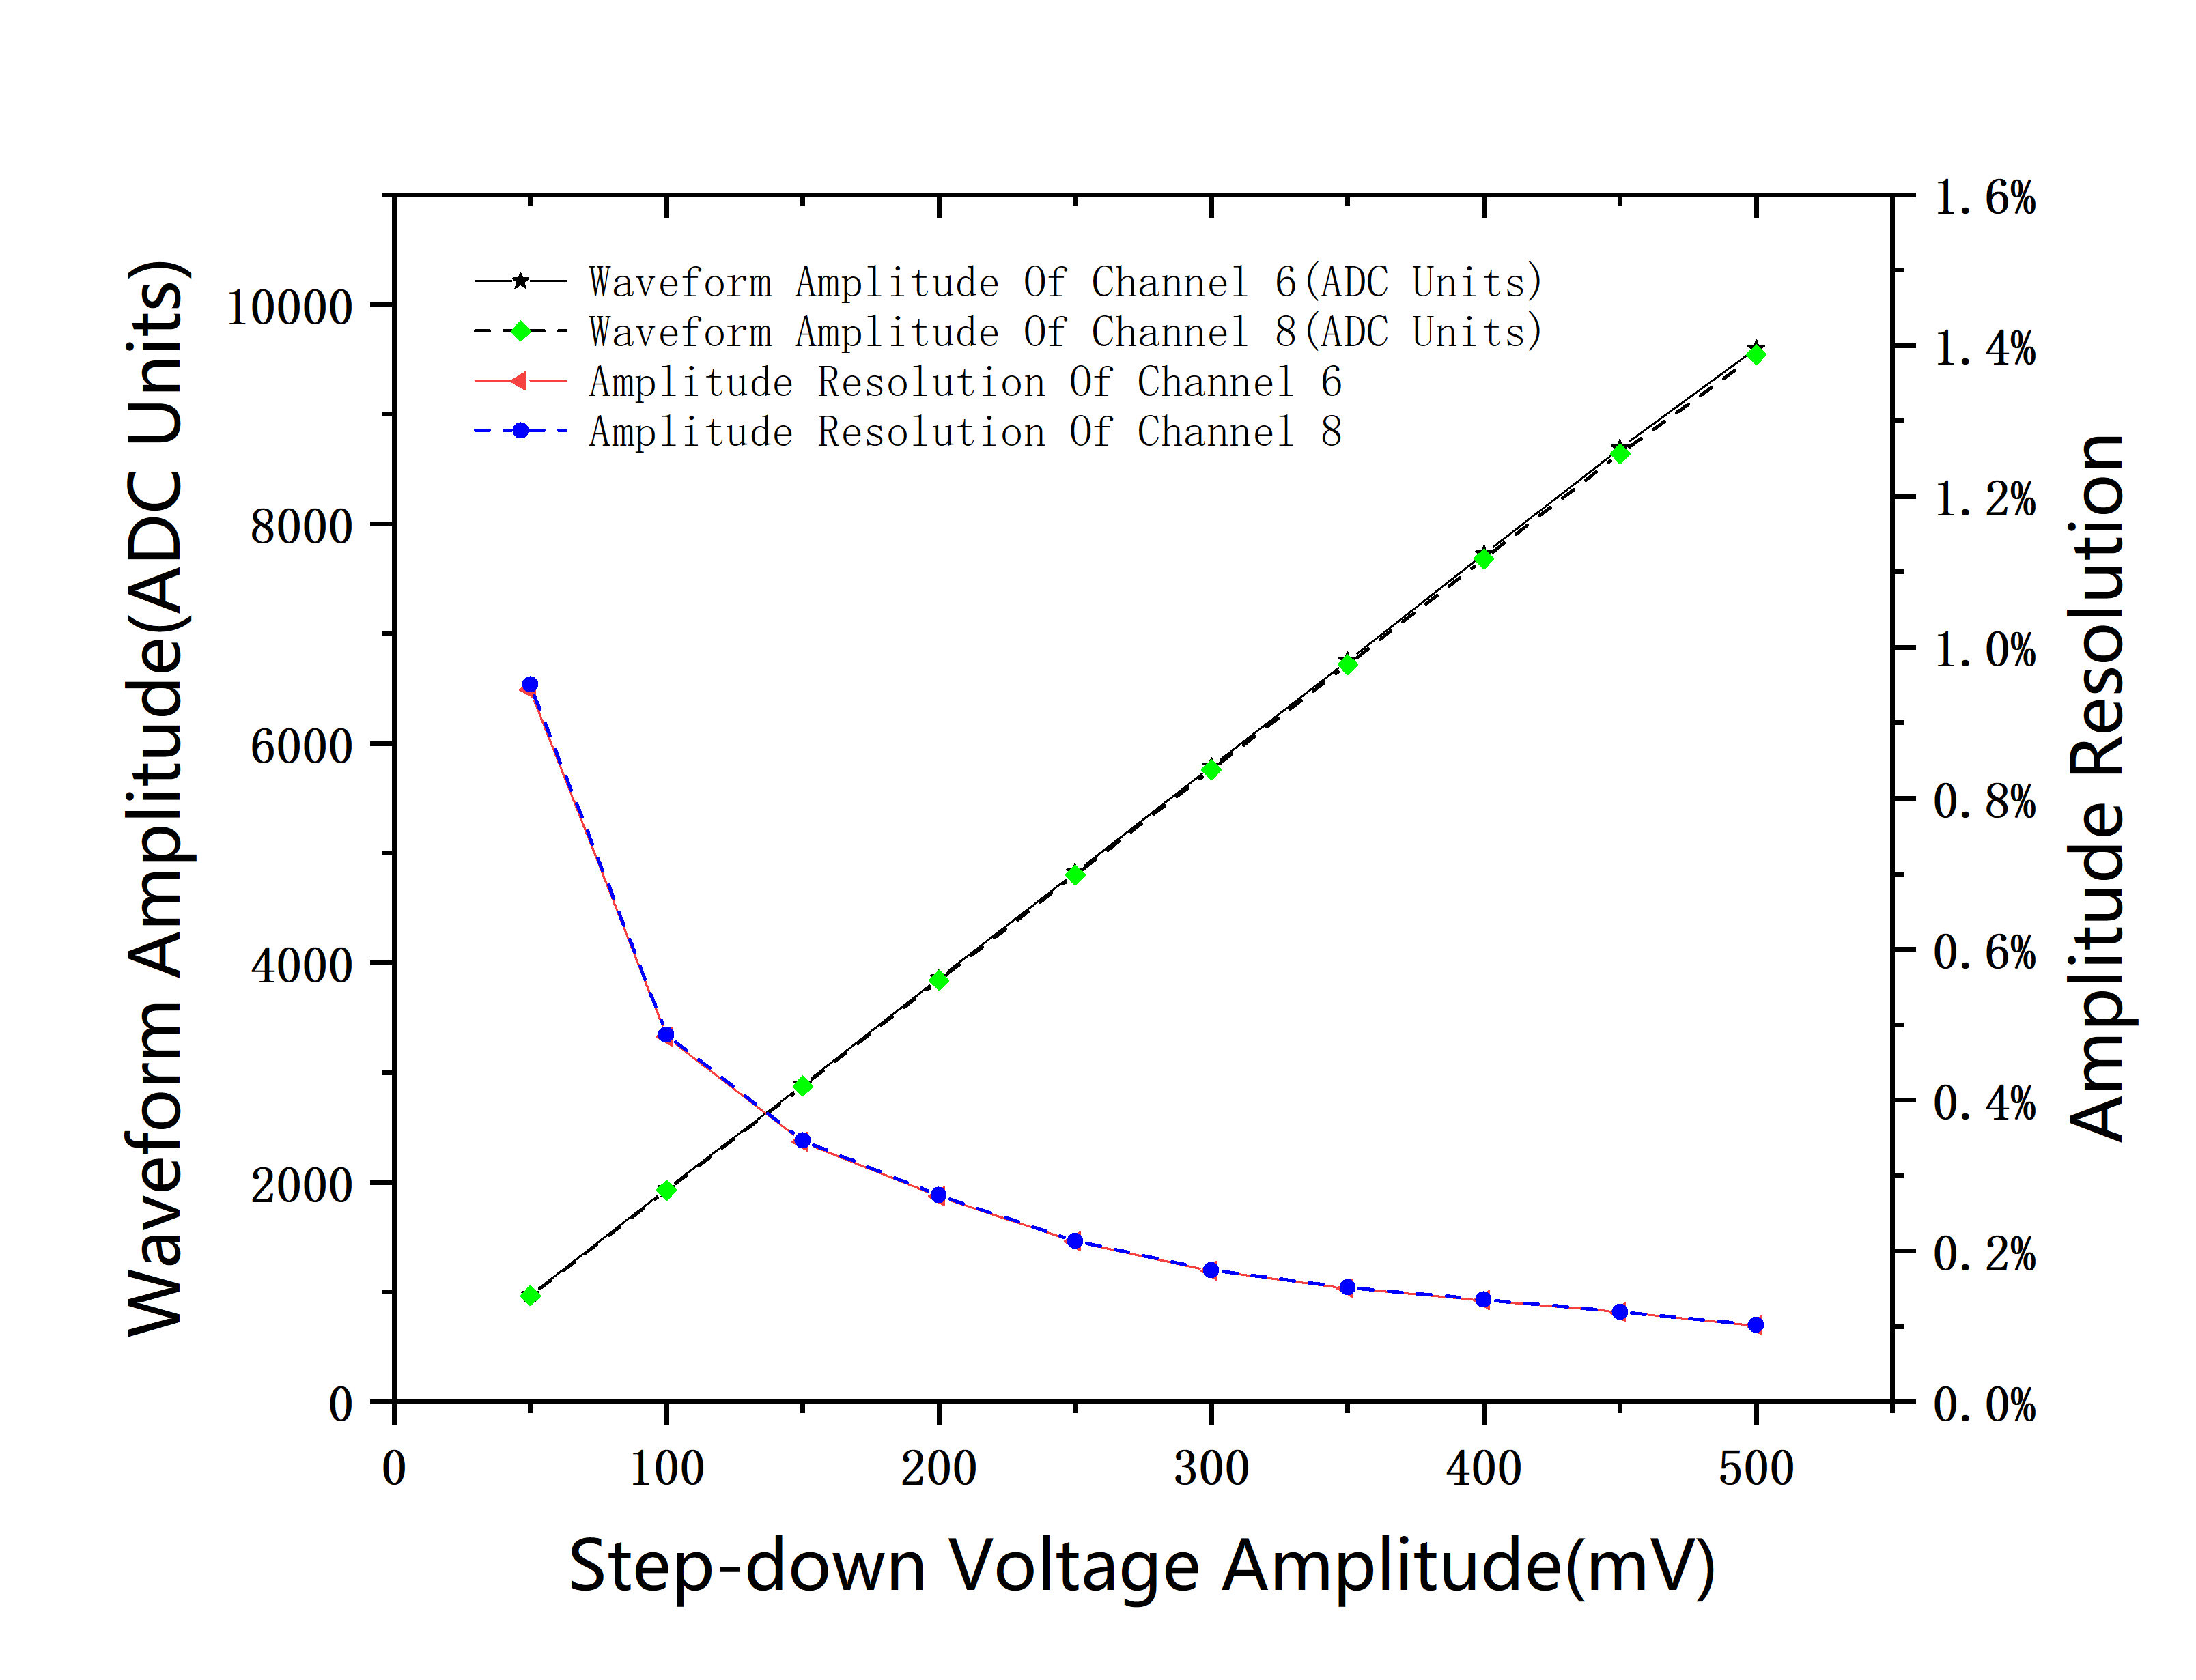 Waveform Amplitude Of Channel 6(ADC Units)
Waveform Amplitude Of Channel 8(ADC Units)
Amplitude Resolution Of Channel 6
Amplitude Resolution Of Channel 8
Waveform Amplitude(ADC Units)
10000
8000
6000
4000
2000
0
1.6%
1.4%
1.2%
1.0%
0.8%
0.6%
0.4%
0.2%
0.0%
Amplitude Resolution
0 100 200 300 400 500
Step-down Voltage Amplitude(mV)